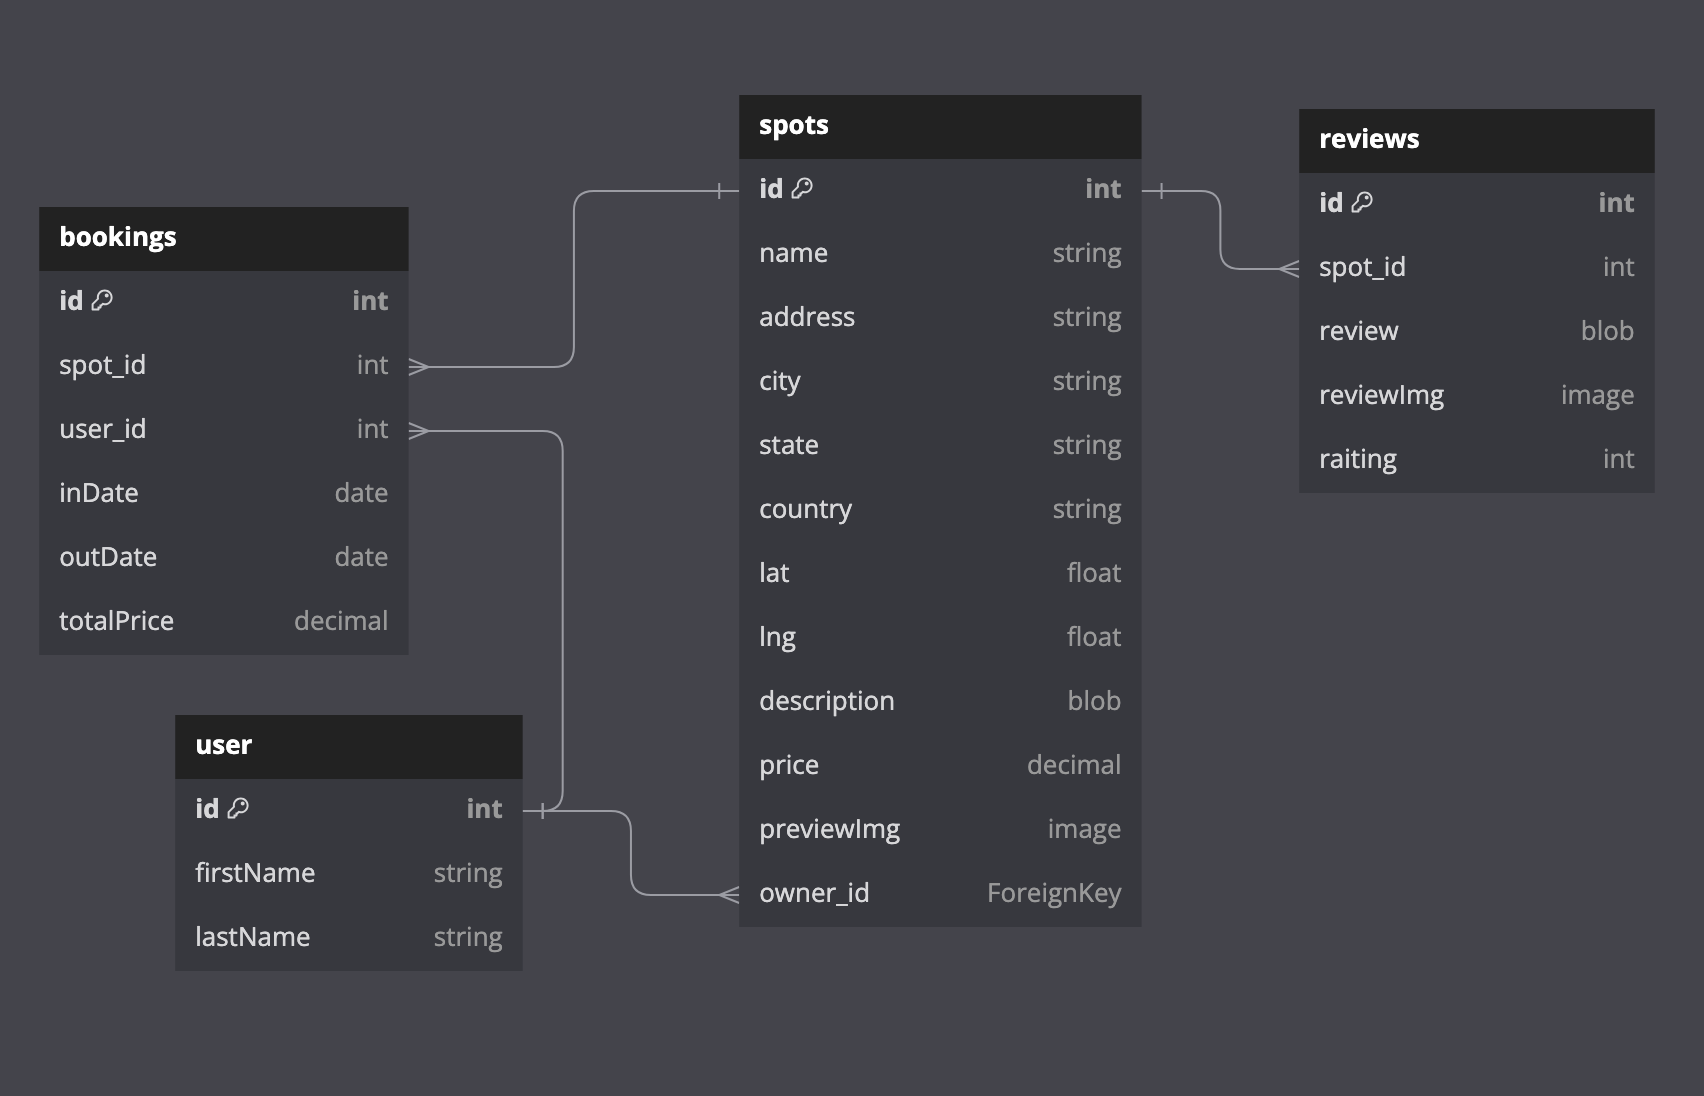 bookings
id int
spot_id int
user_id int
inDate date
outDate date
totalPrice decimal
user
id int
firstName string
lastName string
spots
id int
name string
address string
city string
state string
country string
lat float
lng float
description blob
price decimal
previewImg image
owner_id ForeignKey
reviews
id int
spot_id int
review blob
reviewImg image
raiting int